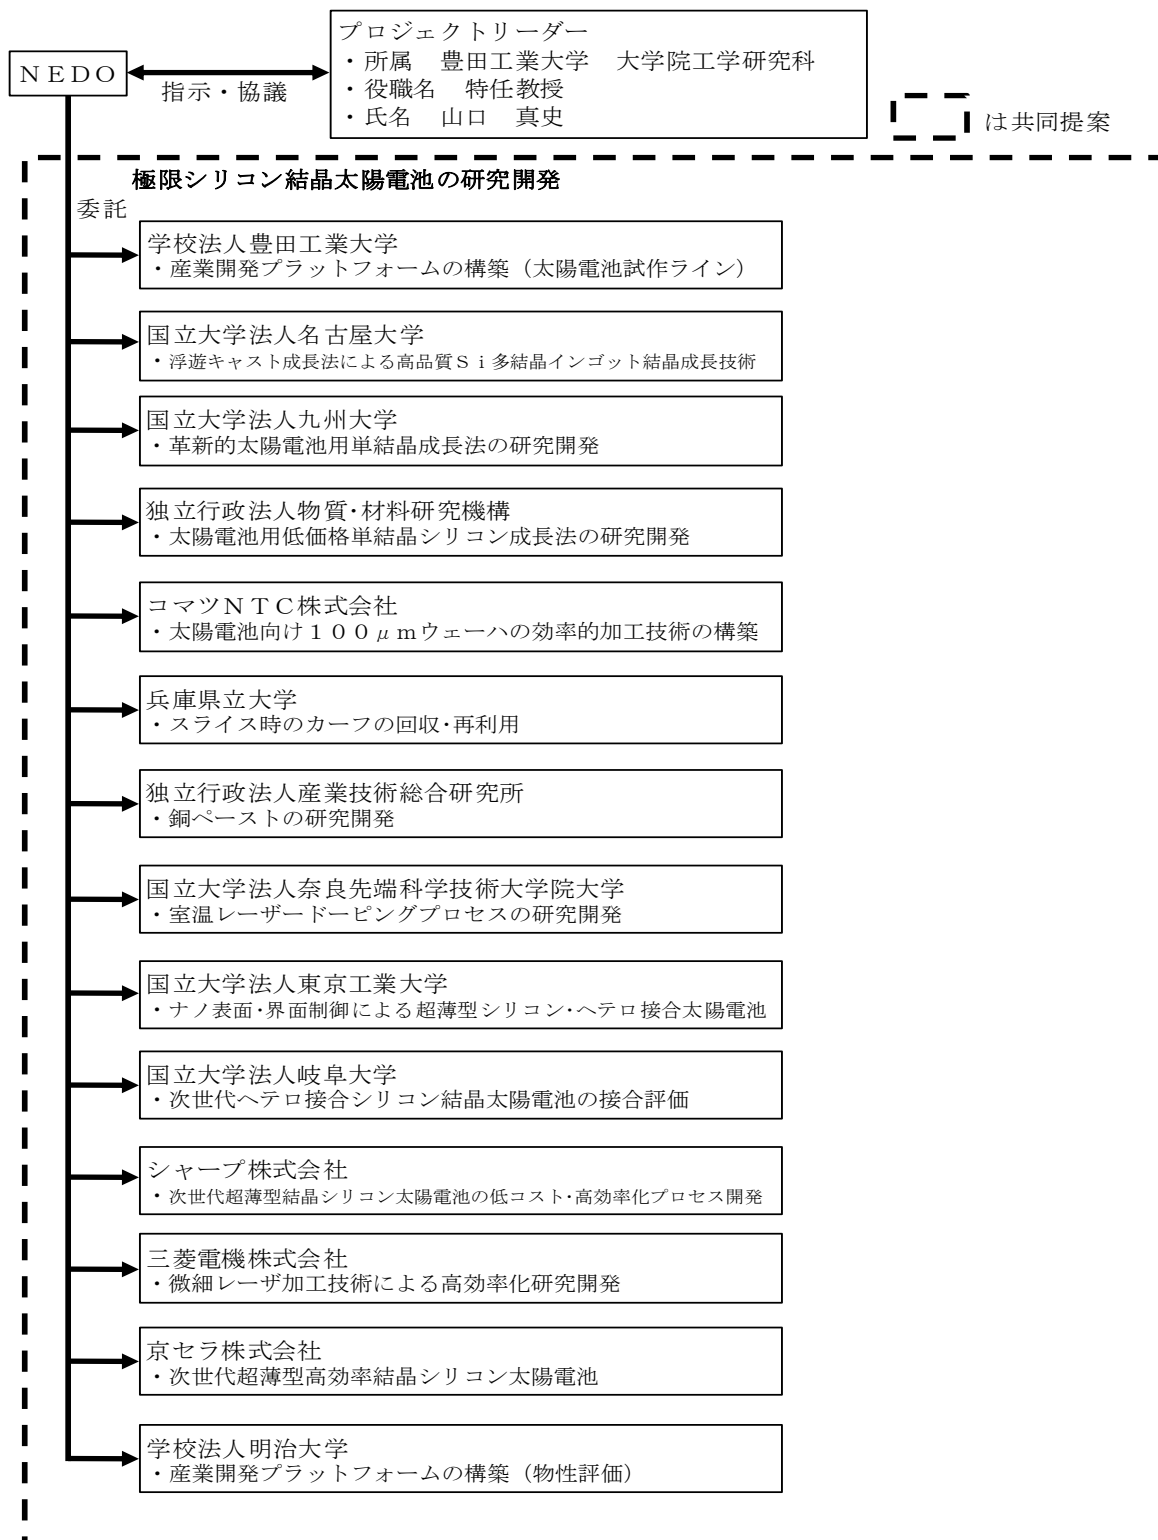 プロジェクトリーダー
・所属　豊田工業大学　大学院工学研究科
・役職名　特任教授
・氏名　山口　真史
ＮＥＤＯ
指示・協議
は共同提案
極限シリコン結晶太陽電池の研究開発
委託
学校法人豊田工業大学
・産業開発プラットフォームの構築（太陽電池試作ライン）
国立大学法人名古屋大学
・浮遊キャスト成長法による高品質Ｓｉ多結晶インゴット結晶成長技術
国立大学法人九州大学
・革新的太陽電池用単結晶成長法の研究開発
独立行政法人物質･材料研究機構
・太陽電池用低価格単結晶シリコン成長法の研究開発
コマツＮＴＣ株式会社
・太陽電池向け１００μｍウェーハの効率的加工技術の構築
兵庫県立大学
・スライス時のカーフの回収･再利用
独立行政法人産業技術総合研究所
・銅ペーストの研究開発
国立大学法人奈良先端科学技術大学院大学
・室温レーザードーピングプロセスの研究開発
国立大学法人東京工業大学
・ナノ表面･界面制御による超薄型シリコン･ヘテロ接合太陽電池
国立大学法人岐阜大学
・次世代ヘテロ接合シリコン結晶太陽電池の接合評価
シャープ株式会社
・次世代超薄型結晶シリコン太陽電池の低コスト･高効率化プロセス開発
三菱電機株式会社
・微細レーザ加工技術による高効率化研究開発
京セラ株式会社
・次世代超薄型高効率結晶シリコン太陽電池
学校法人明治大学
・産業開発プラットフォームの構築（物性評価）